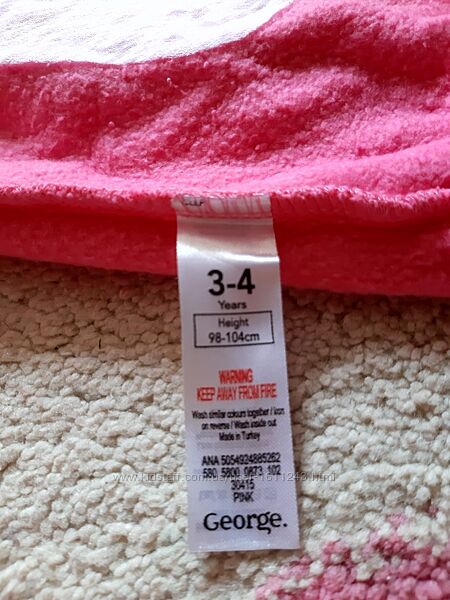 3-4
Years
Height
98-104cm
WARNING
KEEP AWAY FROM FIRE
Wash similar colours together / Iron
on reverse / Wash inside out
Made in Turkey
ANA 5054924885262
580 5800 0873 102
30415
PINK
George.